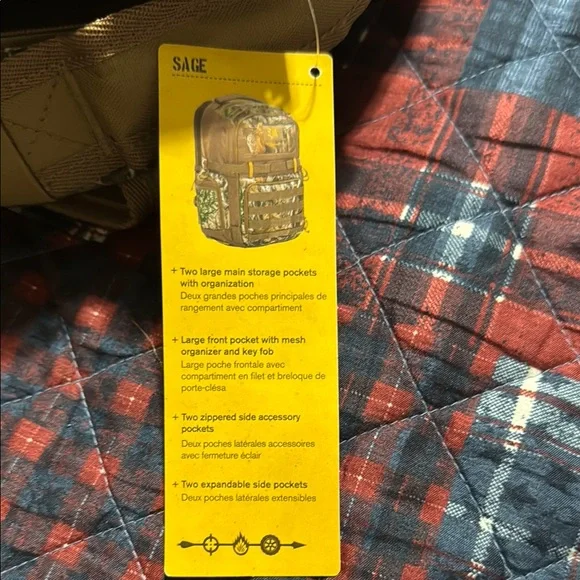 SAGE
+ Two large main storage pockets
with organization
Deux grandes poches principales de
rangement avec compartiment
+ Large front pocket with mesh
organizer and key fob
Large poche frontale avec
compartiment en filet et breloque de
porte-clésa
+ Two zippered side accessory
pockets
Deux poches latérales accessoires
avec fermeture éclair
+ Two expandable side pockets
Deux poches latérales extensibles